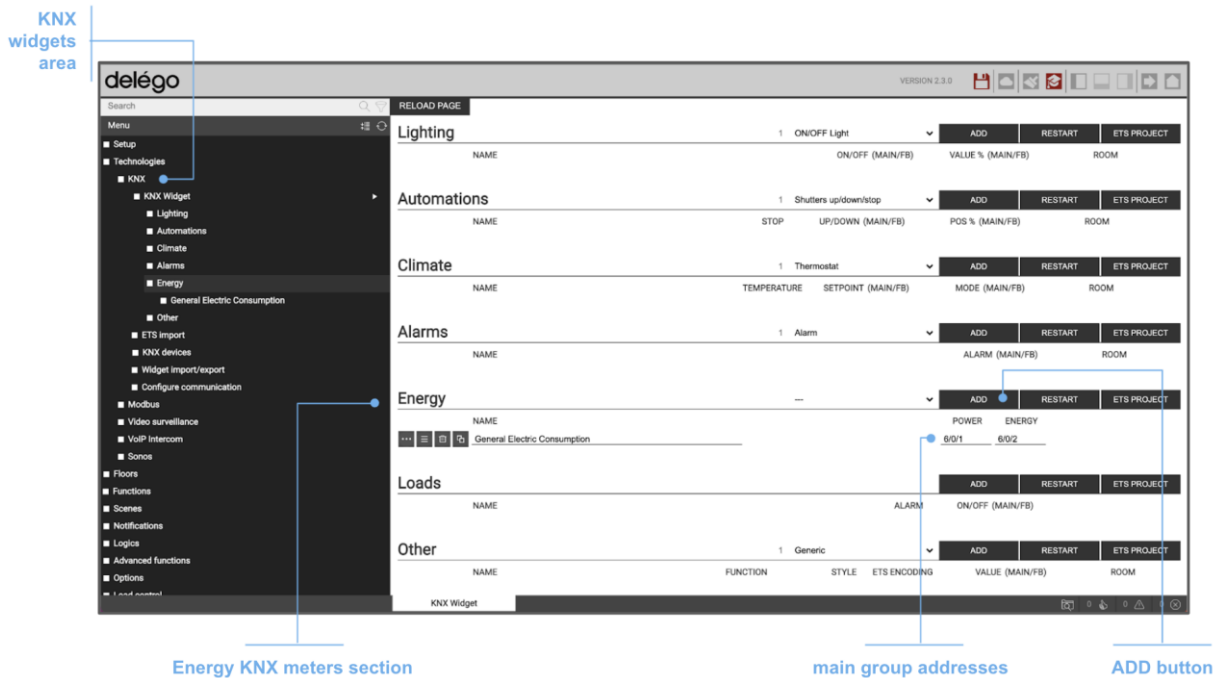 KNX
widgets
area
delégo
VERSION 2.3.0
Search
RELOAD PAGE
Menu
Setup
Technologies
KNX
KNX Widget
Lighting
Automations
Climate
Alarms
Energy
General Electric Consumption
Other
ETS import
KNX devices
Widget import/export
Configure communication
Modbus
Video surveillance
VoIP Intercom
Sonos
Floors
Functions
Scenes
Notifications
Logics
Advanced functions
Options
Load control
Lighting 1 ON/OFF Light ADD RESTART ETS PROJECT
NAME ON/OFF (MAIN/FB) VALUE % (MAIN/FB) ROOM
Automations 1 Shutters up/down/stop ADD RESTART ETS PROJECT
NAME STOP UP/DOWN (MAIN/FB) POS % (MAIN/FB) ROOM
Climate 1 Thermostat ADD RESTART ETS PROJECT
NAME TEMPERATURE SETPOINT (MAIN/FB) MODE (MAIN/FB) ROOM
Alarms 1 Alarm ADD RESTART ETS PROJECT
NAME ALARM (MAIN/FB) ROOM
Energy --- ADD RESTART ETS PROJECT
NAME POWER ENERGY
General Electric Consumption 6/0/1 6/0/2
Loads ADD RESTART ETS PROJECT
NAME ALARM ON/OFF (MAIN/FB)
Other 1 Generic ADD RESTART ETS PROJECT
NAME FUNCTION STYLE ETS ENCODING VALUE (MAIN/FB) ROOM
KNX Widget 0 0
Energy KNX meters section
main group addresses
ADD button